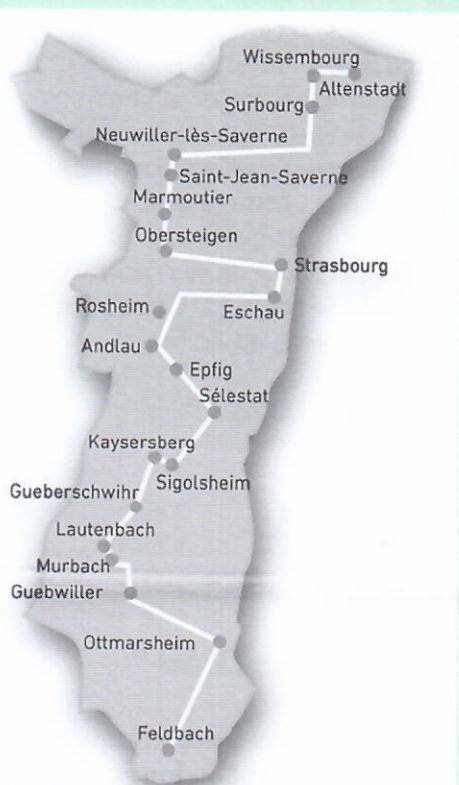 Wissembourg
Altenstadt
Surbourg
Neuwiller-lès-Saverne
Saint-Jean-Saverne
Marmoutier
Obersteigen
Strasbourg
Rosheim
Eschau
Andlau
Epfig
Sélestat
Kaysersberg
Sigolsheim
Gueberschwihr
Lautenbach
Murbach
Guebwiller
Ottmarsheim
Feldbach